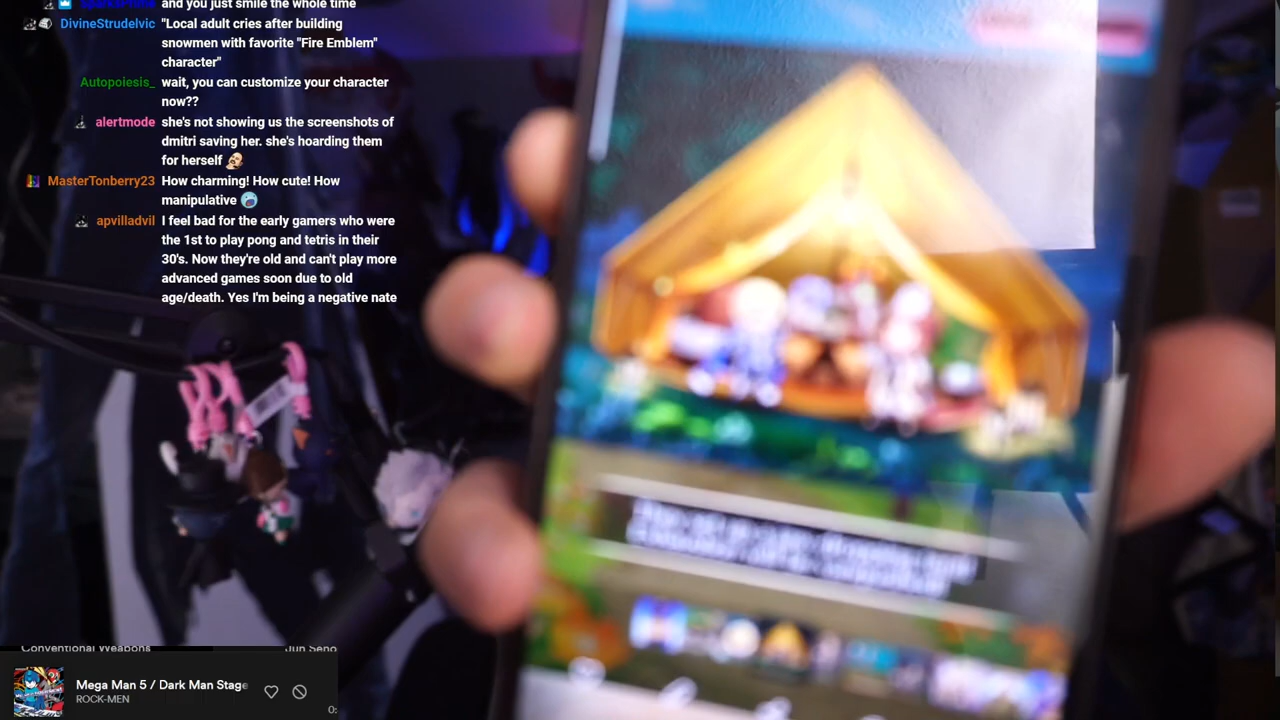 and you just smile the whole time
DivineStrudelvic "Local adult cries after building
snowmen with favorite "Fire Emblem"
character"
Autopoiesis_ wait, you can customize your character
now??
alertmode she's not showing us the screenshots of
dmitri saving her. she's hoarding them
for herself
MasterTonberry23 How charming! How cute! How
manipulative
apvilladvil I feel bad for the early gamers who were
the 1st to play pong and tetris in their
30's. Now they're old and can't play more
advanced games soon due to old
age/death. Yes I'm being a negative nate
Conventional Weapons Jun Seno
Mega Man 5 / Dark Man Stage
ROCK-MEN
0: